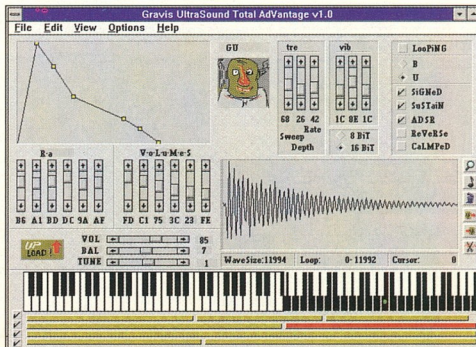 Gravis UltraSound Total AdVantage v1.0
File Edit View Options Help
GU
tre
vib
LooPiNG
B
U
SiGNeD
SuSTaiN
ADSR
ReVeRSe
CaLMPeD
68 26 42
1C 8E 1C
Rate
Sweep
Depth
8 BiT
16 BiT
R·a
V·o·L·u·M·e·S
B6 A1 BD DC 9A AF
FD C1 75 3C 23 FE
UP LOAD!
VOL 85
BAL 7
TUNE 1
WaveSize:11994 Loop: 0-11992 Cursor: 0